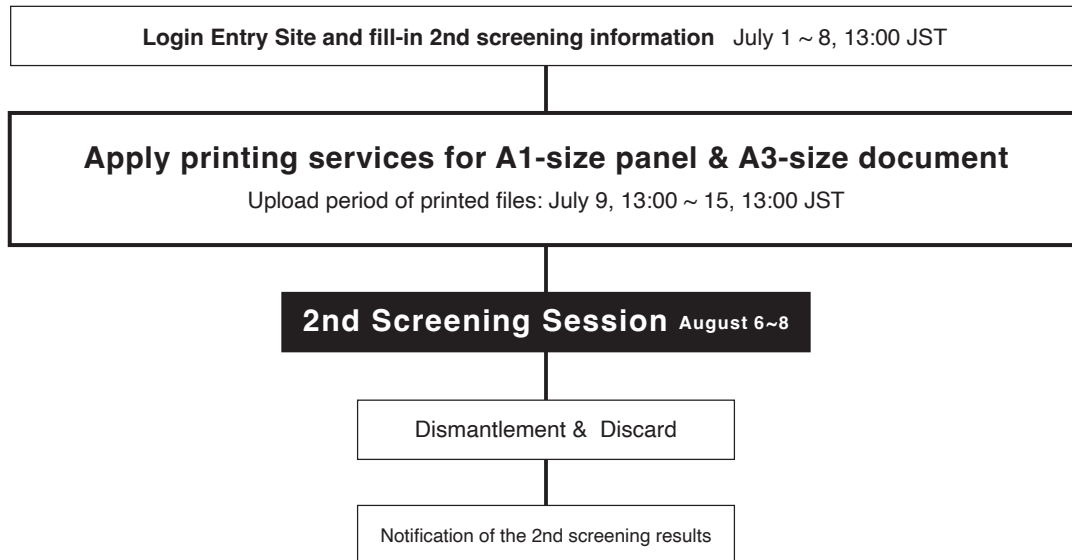 Login Entry Site and fill-in 2nd screening information July 1 ~ 8, 13:00 JST
Apply printing services for A1-size panel & A3-size document
Upload period of printed files: July 9, 13:00 ~ 15, 13:00 JST
2nd Screening Session August 6~8
Dismantlement & Discard
Notification of the 2nd screening results